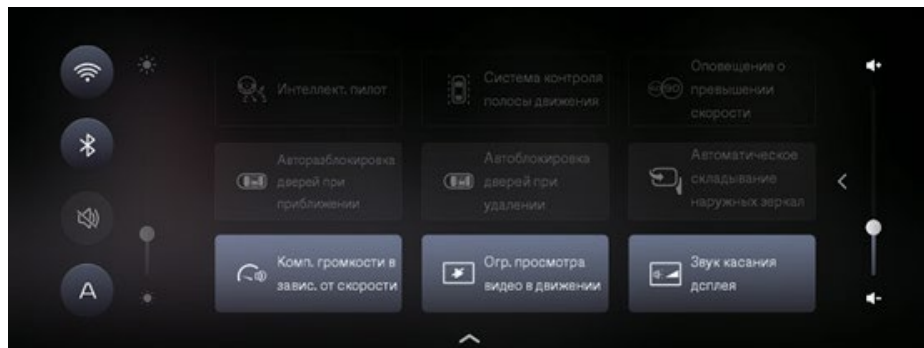 Интеллект. пилот
Система контроля
полосы движения
Оповещение о
превышении
скорости
Авторазблокировка
дверей при
приближении
Автоблокировка
дверей при
удалении
Автоматическое
складывание
наружных зеркал
A
Комп. громкости в
завис. от скорости
Огр. просмотра
видео в движении
Звук касания
дсплея